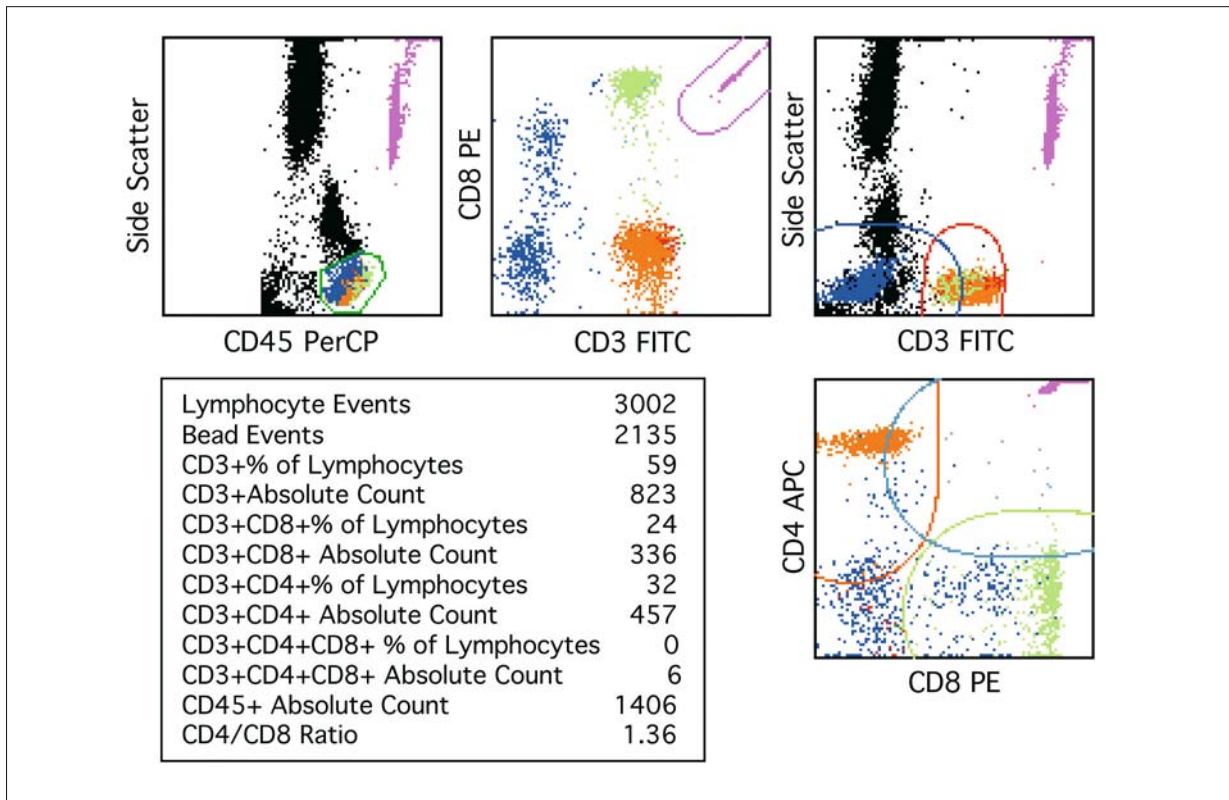 Side Scatter
CD45 PerCP
CD8 PE
CD3 FITC
Side Scatter
CD3 FITC
Lymphocyte Events 3002
Bead Events 2135
CD3+% of Lymphocytes 59
CD3+Absolute Count 823
CD3+CD8+% of Lymphocytes 24
CD3+CD8+ Absolute Count 336
CD3+CD4+% of Lymphocytes 32
CD3+CD4+ Absolute Count 457
CD3+CD4+CD8+ % of Lymphocytes 0
CD3+CD4+CD8+ Absolute Count 6
CD45+ Absolute Count 1406
CD4/CD8 Ratio 1.36
CD4 APC
CD8 PE